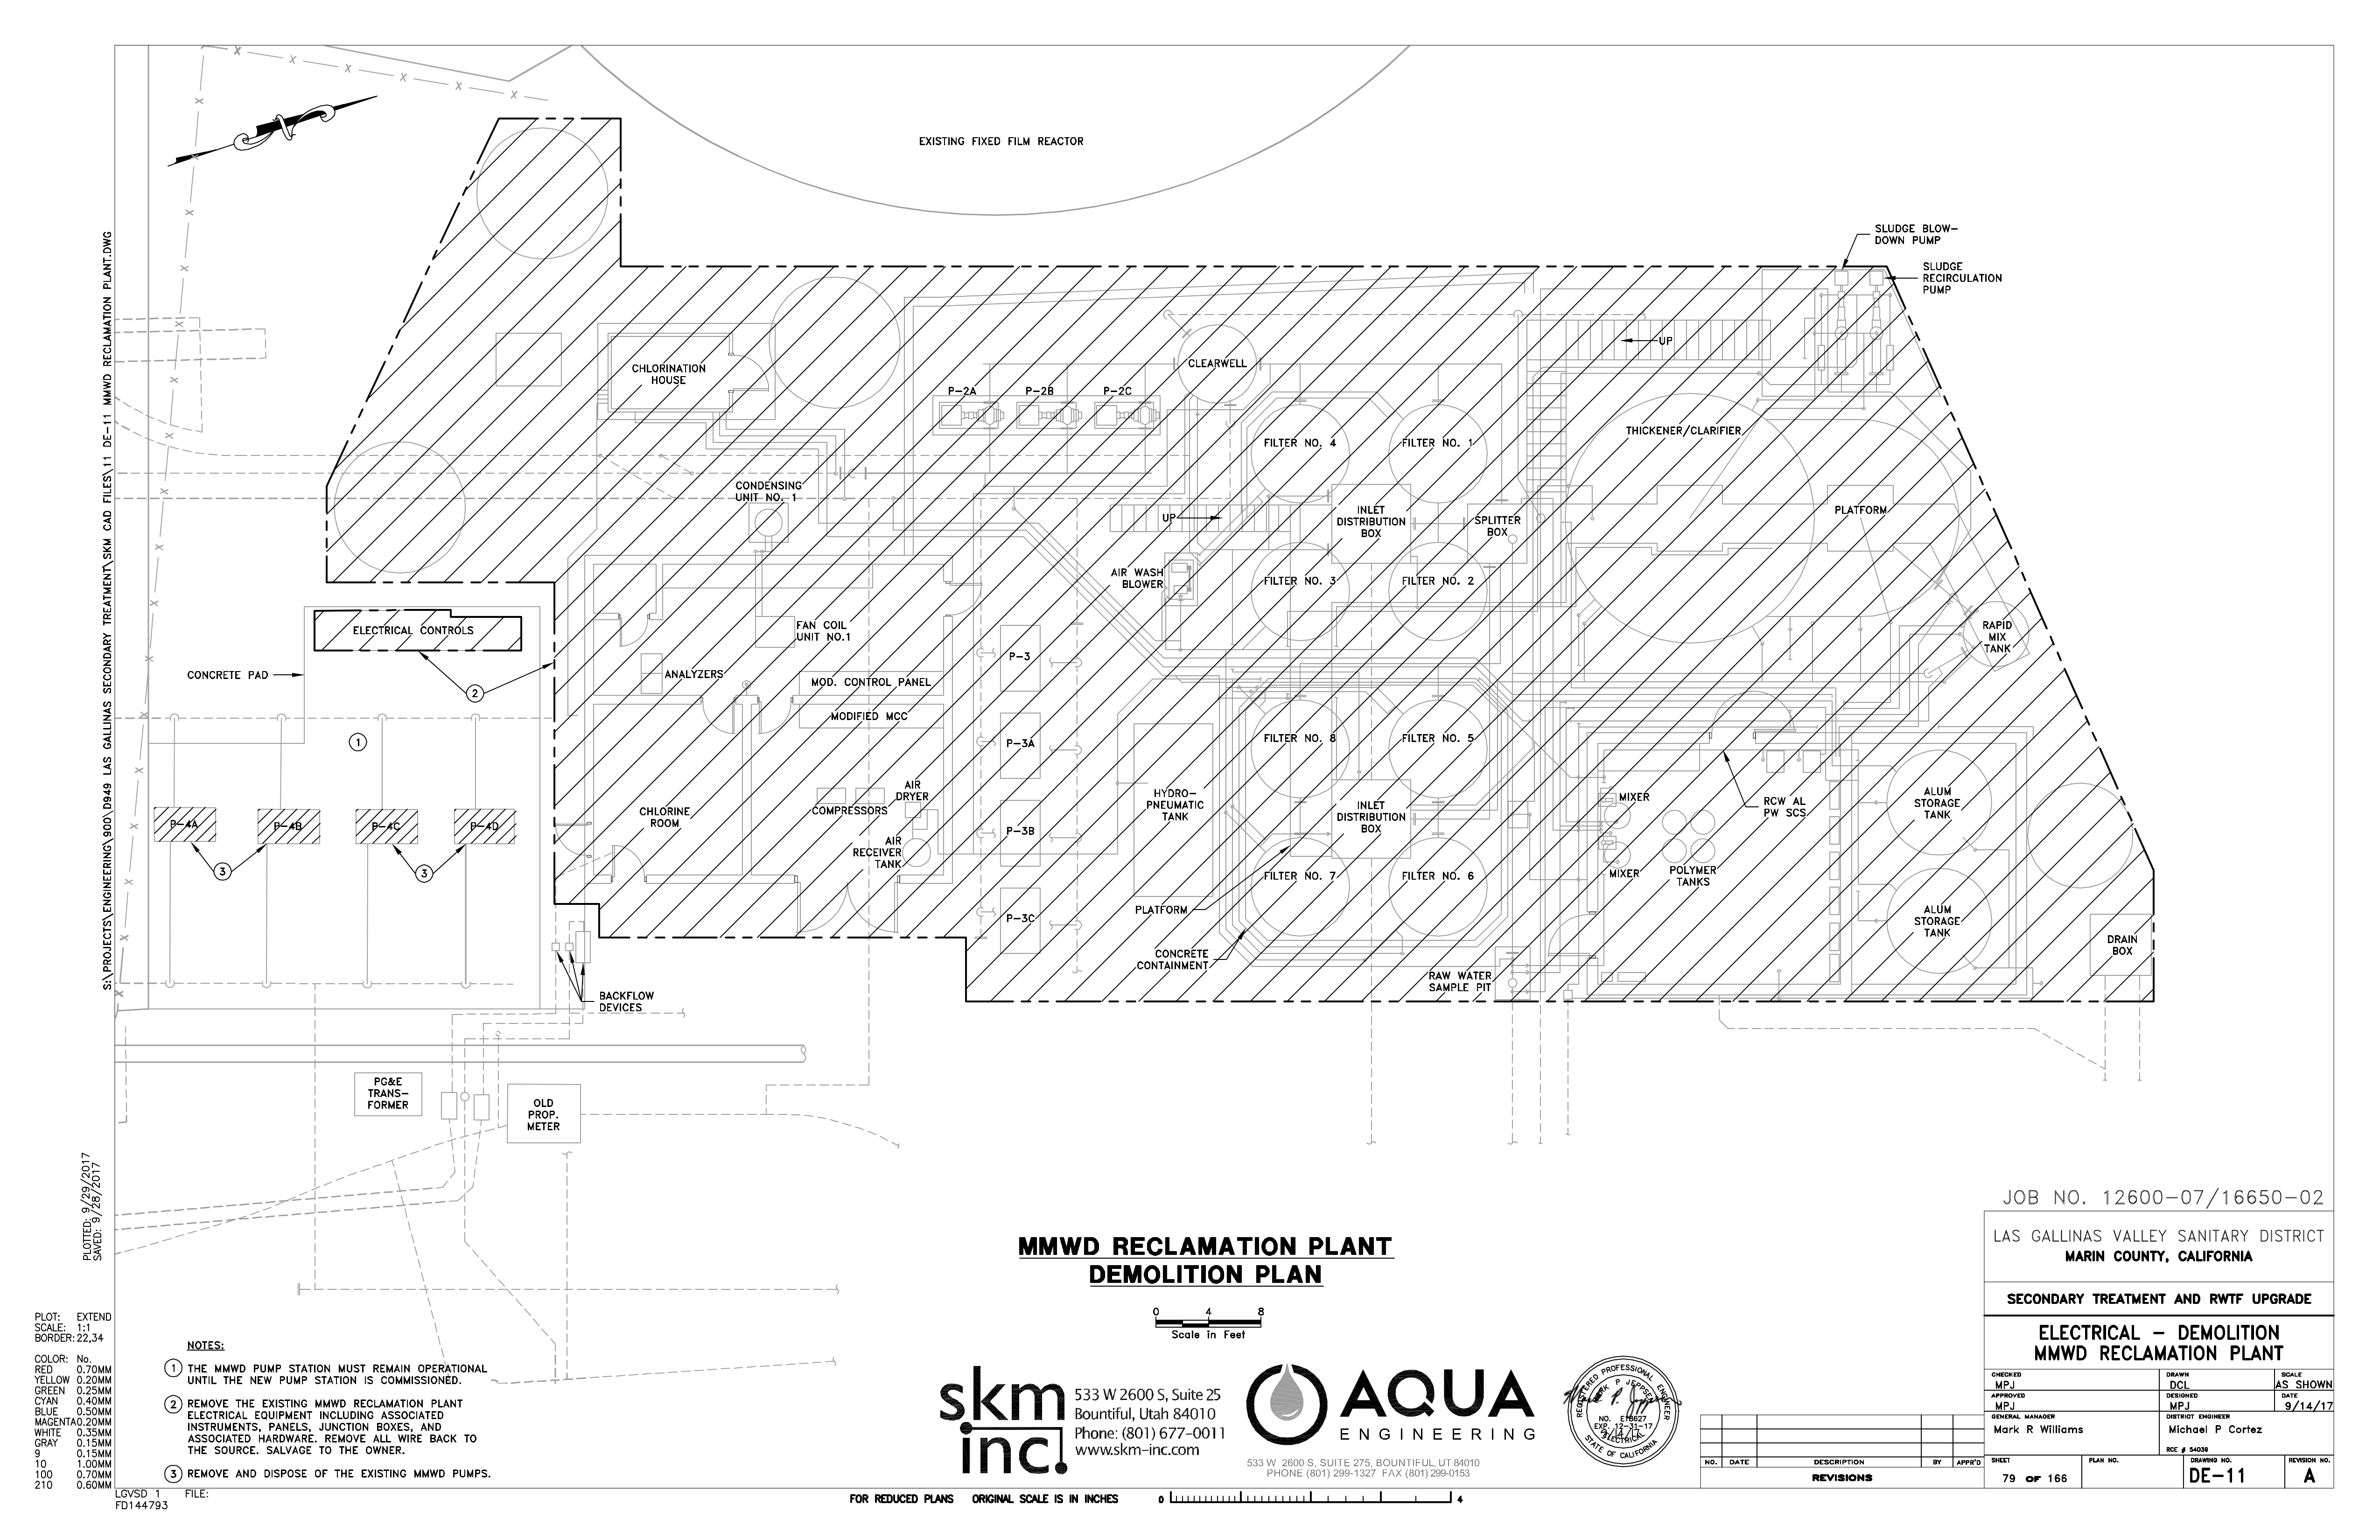 EXISTING FIXED FILM REACTOR
SLUDGE BLOW-
DOWN PUMP
SLUDGE
RECIRCULATION
PUMP
S:\PROJECTS\ENGINEERING\900\D949 LAS GALLINAS SECONDARY TREATMENT\SKM CAD FILES\11 DE-11 MMWD RECLAMATION PLANT.DWG
CHLORINATION
HOUSE
CLEARWELL
UP
P-2A
P-2B
P-2C
FILTER NO. 4
FILTER NO. 1
THICKENER/CLARIFIER
CONDENSING
UNIT NO. 1
UP
INLET
DISTRIBUTION
BOX
SPLITTER
BOX
PLATFORM
AIR WASH
BLOWER
FILTER NO. 3
FILTER NO. 2
ELECTRICAL CONTROLS
FAN COIL
UNIT NO.1
RAPID
MIX
TANK
P-3
CONCRETE PAD
2
ANALYZERS
MOD. CONTROL PANEL
MODIFIED MCC
1
P-3A
FILTER NO. 8
FILTER NO. 5
P-4A
P-4B
P-4C
P-4D
3
3
CHLORINE
ROOM
COMPRESSORS
AIR
DRYER
AIR
RECEIVER
TANK
P-3B
HYDRO-
PNEUMATIC
TANK
INLET
DISTRIBUTION
BOX
MIXER
MIXER
RCW AL
PW SCS
POLYMER
TANKS
ALUM
STORAGE
TANK
FILTER NO. 7
FILTER NO. 6
PLATFORM
P-3C
CONCRETE
CONTAINMENT
ALUM
STORAGE
TANK
DRAIN
BOX
RAW WATER
SAMPLE PIT
BACKFLOW
DEVICES
PG&E
TRANS-
FORMER
OLD
PROP.
METER
PLOTTED: 9/29/2017
SAVED: 9/28/2017
MMWD RECLAMATION PLANT
DEMOLITION PLAN
0 4 8
Scale in Feet
PLOT: EXTEND
SCALE: 1:1
BORDER: 22,34
COLOR: No.
RED 0.70MM
YELLOW 0.20MM
GREEN 0.25MM
CYAN 0.40MM
BLUE 0.50MM
MAGENTA 0.20MM
WHITE 0.35MM
GRAY 0.15MM
9 0.15MM
10 1.00MM
100 0.70MM
210 0.60MM
LGVSD 1 FILE:
FD144793
NOTES:
1 THE MMWD PUMP STATION MUST REMAIN OPERATIONAL
UNTIL THE NEW PUMP STATION IS COMMISSIONED.
2 REMOVE THE EXISTING MMWD RECLAMATION PLANT
ELECTRICAL EQUIPMENT INCLUDING ASSOCIATED
INSTRUMENTS, PANELS, JUNCTION BOXES, AND
ASSOCIATED HARDWARE. REMOVE ALL WIRE BACK TO
THE SOURCE. SALVAGE TO THE OWNER.
3 REMOVE AND DISPOSE OF THE EXISTING MMWD PUMPS.
skm
inc.
533 W 2600 S, Suite 25
Bountiful, Utah 84010
Phone: (801) 677-0011
www.skm-inc.com
AQUA
ENGINEERING
533 W 2600 S, SUITE 275, BOUNTIFUL, UT 84010
PHONE (801) 299-1327 FAX (801) 299-0153
REGISTERED PROFESSIONAL ENGINEER
MARK P JEPPSEN
NO. E18627
EXP. 12-31-17
ELECTRICAL
STATE OF CALIFORNIA
FOR REDUCED PLANS ORIGINAL SCALE IS IN INCHES 0 4
NO. DATE DESCRIPTION BY APPR'D
REVISIONS
JOB NO. 12600-07/16650-02
LAS GALLINAS VALLEY SANITARY DISTRICT
MARIN COUNTY, CALIFORNIA
SECONDARY TREATMENT AND RWTF UPGRADE
ELECTRICAL - DEMOLITION
MMWD RECLAMATION PLANT
CHECKED DRAWN SCALE
MPJ DCL AS SHOWN
APPROVED DESIGNED DATE
MPJ MPJ 9/14/17
GENERAL MANAGER DISTRICT ENGINEER
Mark R Williams Michael P Cortez
RCE # 54039
SHEET PLAN NO. DRAWING NO. REVISION NO.
79 OF 166 DE-11 A